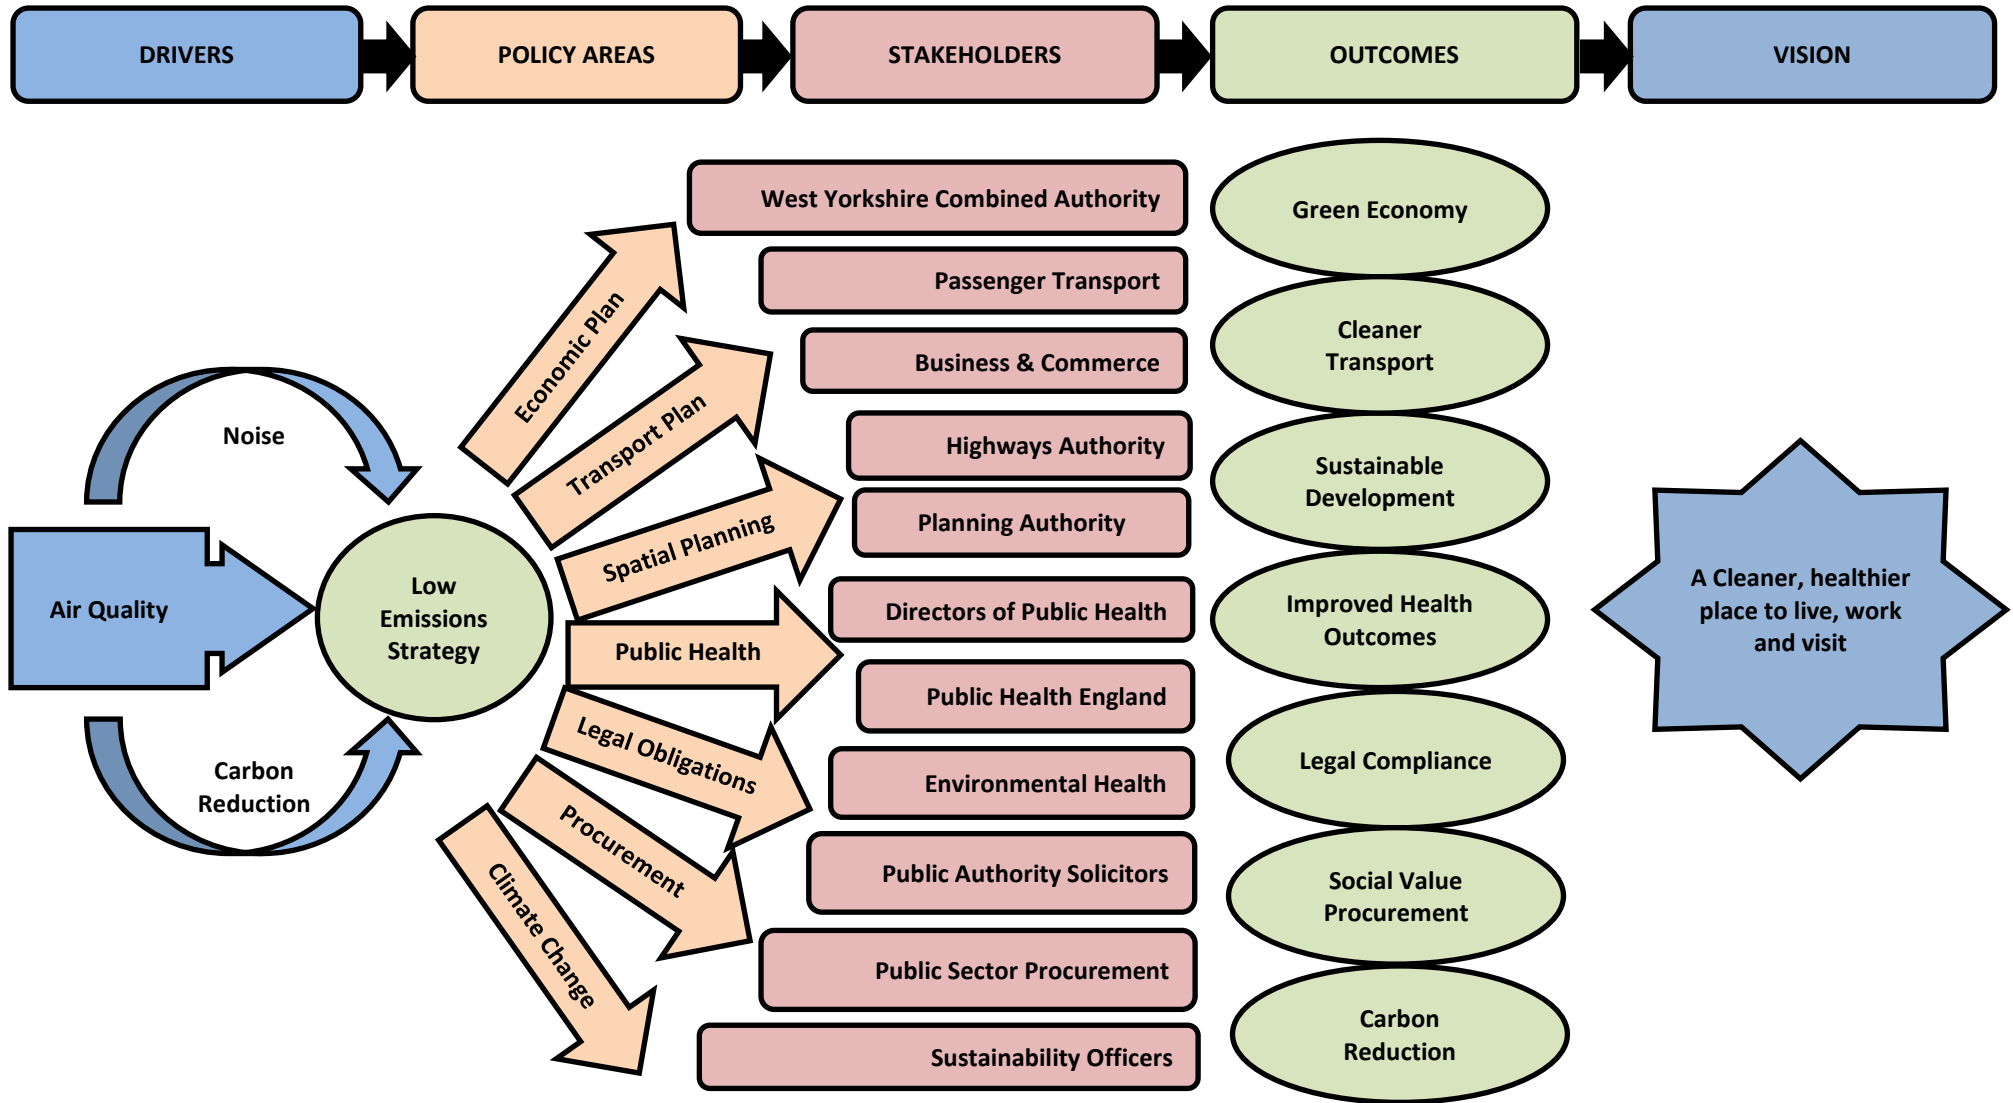 DRIVERS
POLICY AREAS
STAKEHOLDERS
OUTCOMES
VISION
Noise
Air Quality
Carbon
Reduction
Low
Emissions
Strategy
Economic Plan
Transport Plan
Spatial Planning
Public Health
Legal Obligations
Procurement
Climate Change
West Yorkshire Combined Authority
Passenger Transport
Business & Commerce
Highways Authority
Planning Authority
Directors of Public Health
Public Health England
Environmental Health
Public Authority Solicitors
Public Sector Procurement
Sustainability Officers
Green Economy
Cleaner
Transport
Sustainable
Development
Improved Health
Outcomes
Legal Compliance
Social Value
Procurement
Carbon
Reduction
A Cleaner, healthier
place to live, work
and visit